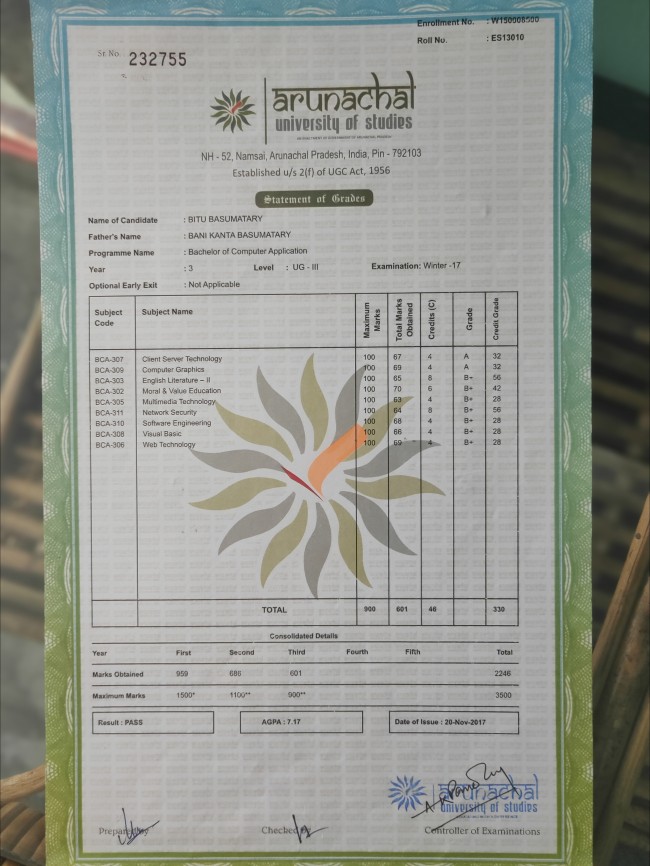 Enrollment No. : W150008500
Sr. No. 232755
Roll No. : ES13010
arunachal
university of studies
NH - 52, Namsai, Arunachal Pradesh, India, Pin - 792103
Established u/s 2(f) of UGC Act, 1956
Statement of Grades
Name of Candidate : BITU BASUMATARY
Father's Name : BANI KANTA BASUMATARY
Programme Name : Bachelor of Computer Application
Year : 3 Level : UG - III Examination: Winter -17
Optional Early Exit : Not Applicable
Subject Code Subject Name Maximum Marks Total Marks Obtained Credits (C) Grade Credit Grade
BCA-307 Client Server Technology 100 67 4 A 32
BCA-309 Computer Graphics 100 69 4 A 32
BCA-303 English Literature – II 100 65 8 B+ 56
BCA-302 Moral & Value Education 100 70 6 B+ 42
BCA-305 Multimedia Technology 100 63 4 B+ 28
BCA-311 Network Security 100 64 8 B+ 56
BCA-310 Software Engineering 100 68 4 B+ 28
BCA-308 Visual Basic 100 66 4 B+ 28
BCA-306 Web Technology 100 69 4 B+ 28
TOTAL 900 601 46 330
Consolidated Details
Year First Second Third Fourth Fifth Total
Marks Obtained 959 686 601 2246
Maximum Marks 1500* 1100** 900** 3500
Result : PASS AGPA : 7.17 Date of Issue : 20-Nov-2017
arunachal
university of studies
Prepared by Checked by Controller of Examinations